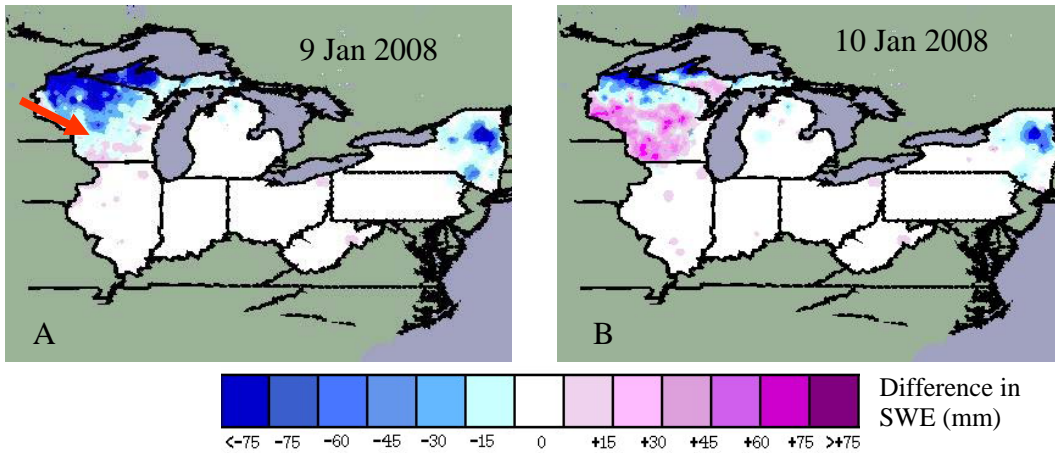 9 Jan 2008
10 Jan 2008
A
B
<-75 -75 -60 -45 -30 -15 0 +15 +30 +45 +60 +75 >+75
Difference in
SWE (mm)